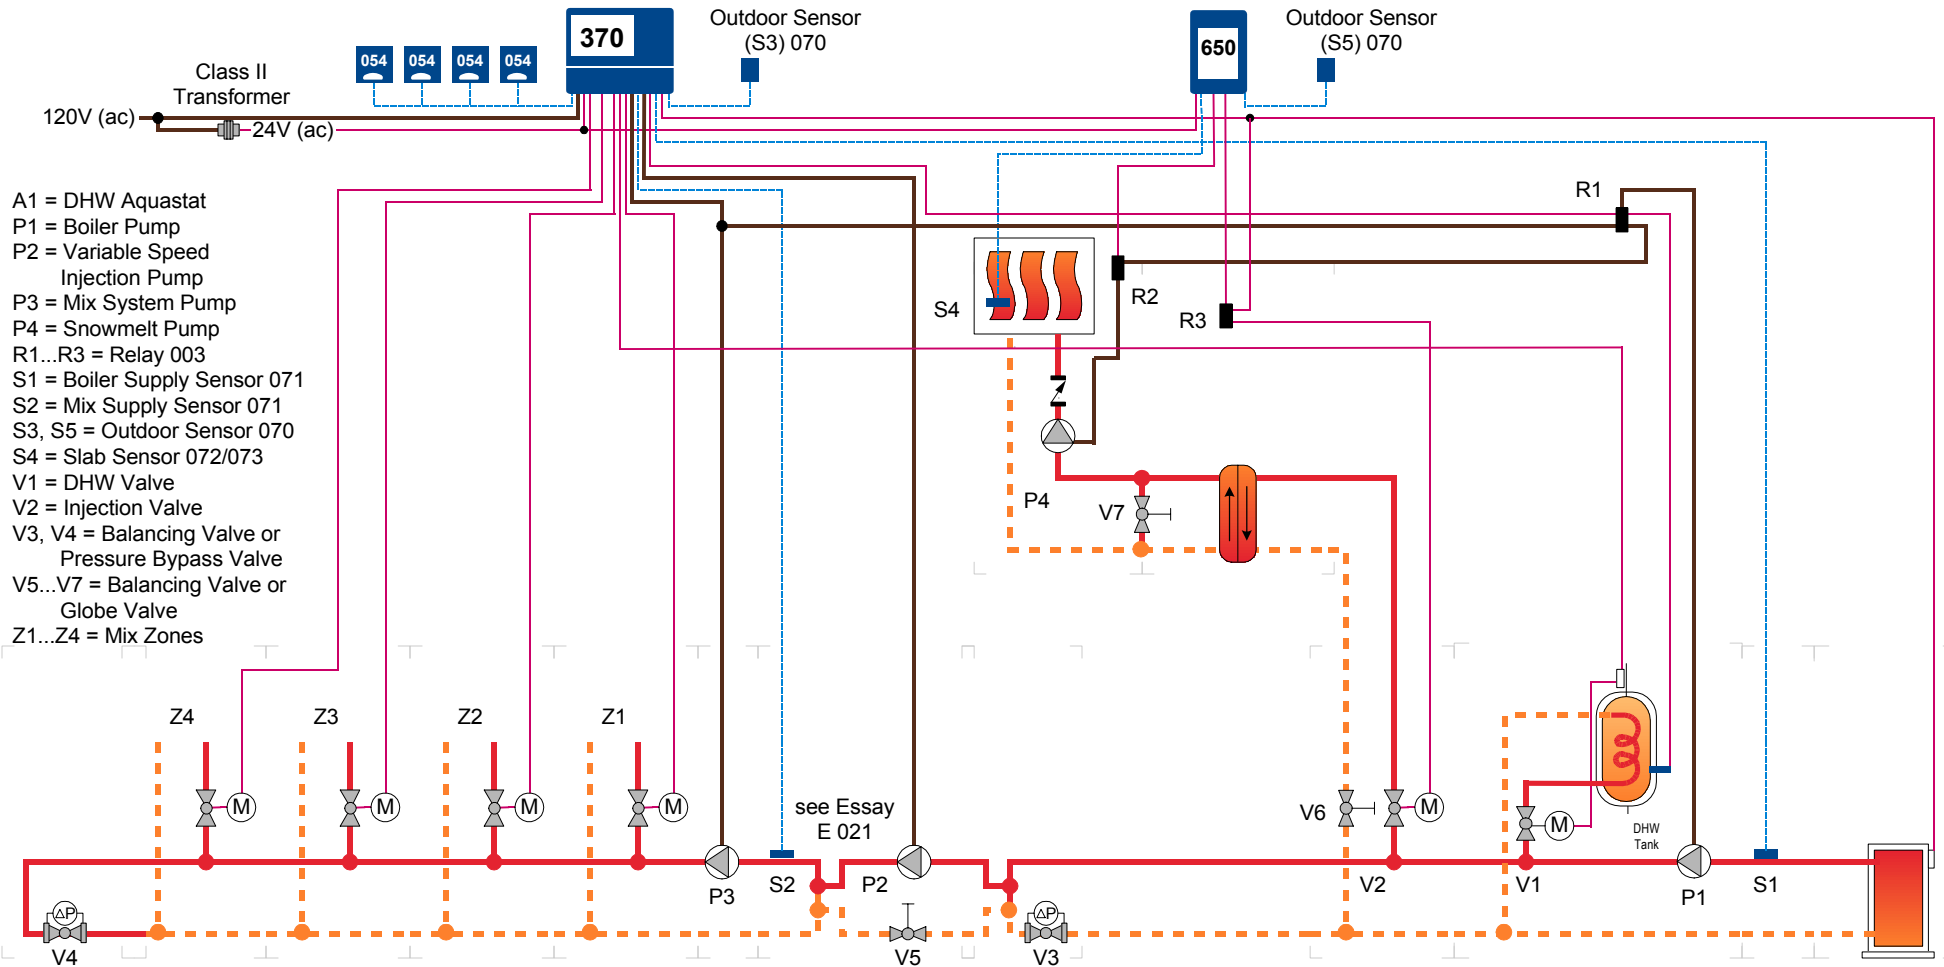 370
Outdoor Sensor
(S3) 070
650
Outdoor Sensor
(S5) 070
054 054 054 054
Class II
Transformer
120V (ac)
24V (ac)
A1 = DHW Aquastat
P1 = Boiler Pump
P2 = Variable Speed
Injection Pump
P3 = Mix System Pump
P4 = Snowmelt Pump
R1...R3 = Relay 003
S1 = Boiler Supply Sensor 071
S2 = Mix Supply Sensor 071
S3, S5 = Outdoor Sensor 070
S4 = Slab Sensor 072/073
V1 = DHW Valve
V2 = Injection Valve
V3, V4 = Balancing Valve or
Pressure Bypass Valve
V5...V7 = Balancing Valve or
Globe Valve
Z1...Z4 = Mix Zones
R1
R2
S4
R3
P4
V7
Z4
Z3
Z2
Z1
M
M
M
M
see Essay
E 021
V6
M
M
DHW
Tank
P3
S2
P2
V2
V1
P1
S1
ΔP
V4
V5
ΔP
V3